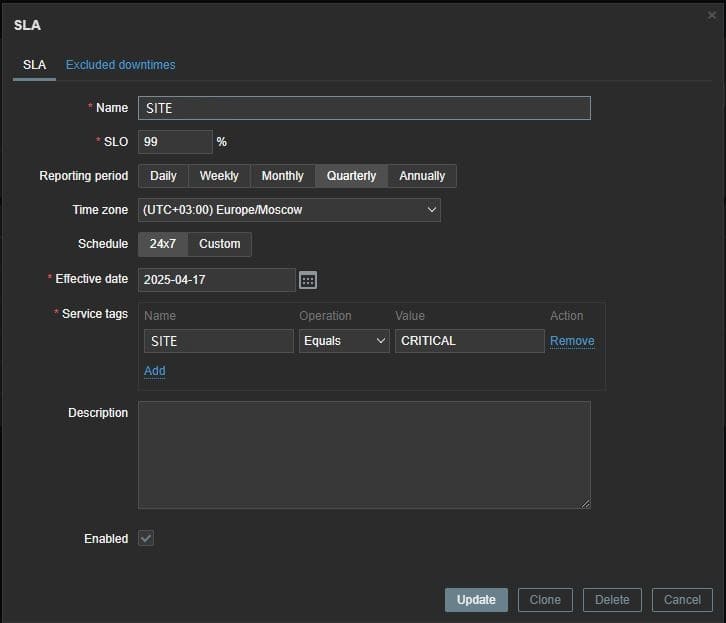 SLA
SLA Excluded downtimes
* Name SITE
* SLO 99 %
Reporting period Daily Weekly Monthly Quarterly Annually
Time zone (UTC+03:00) Europe/Moscow
Schedule 24x7 Custom
* Effective date 2025-04-17
* Service tags Name Operation Value Action
SITE Equals CRITICAL Remove
Add
Description
Enabled
Update Clone Delete Cancel